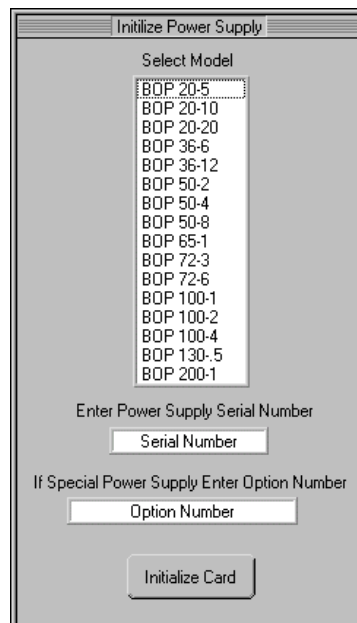 Initilize Power Supply
Select Model
BOP 20-5
BOP 20-10
BOP 20-20
BOP 36-6
BOP 36-12
BOP 50-2
BOP 50-4
BOP 50-8
BOP 65-1
BOP 72-3
BOP 72-6
BOP 100-1
BOP 100-2
BOP 100-4
BOP 130-.5
BOP 200-1
Enter Power Supply Serial Number
Serial Number
If Special Power Supply Enter Option Number
Option Number
Initialize Card